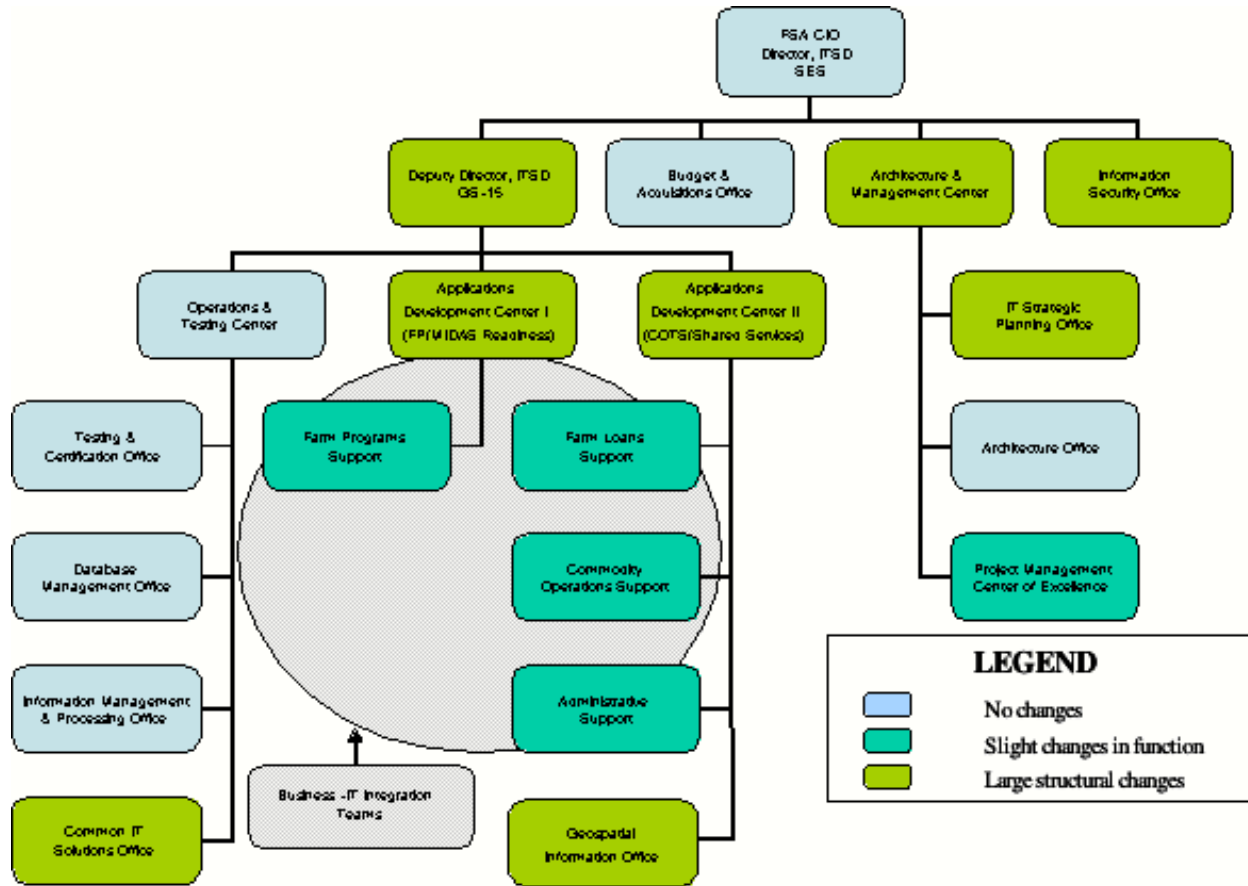 FSA CIO
Director, ITSD
SES
Deputy Director, ITSD
GS-15
Budget &
Acquisitions Office
Architecture &
Management Center
Information
Security Office
Operations &
Testing Center
Applications
Development Center I
(FP/MIDAS Readiness)
Applications
Development Center II
(COTS/Shared Services)
IT Strategic
Planning Office
Testing &
Certification Office
Farm Programs
Support
Farm Loans
Support
Architecture Office
Database
Management Office
Commodity
Operations Support
Project Management
Center of Excellence
Information Management
& Processing Office
Administrative
Support
Business -IT Integration
Teams
Common IT
Solutions Office
Geospatial
Information Office
LEGEND
No changes
Slight changes in function
Large structural changes